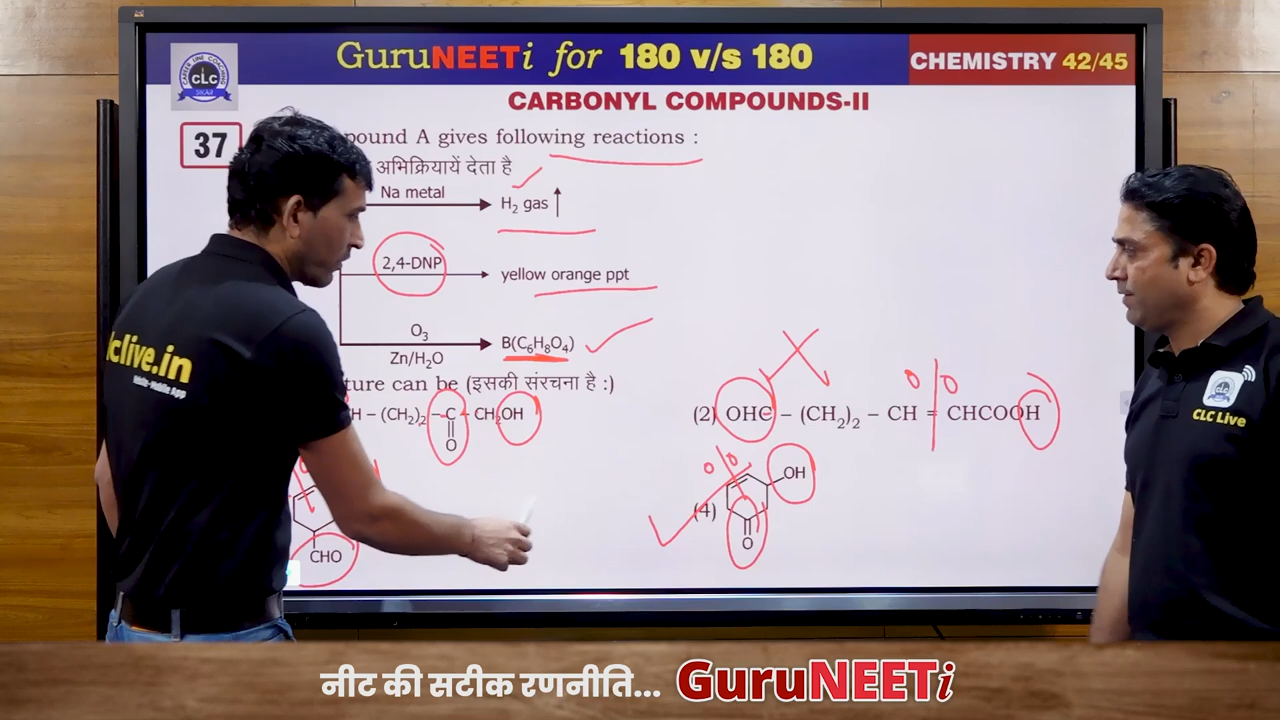 GuruNEETi for 180 v/s 180
CHEMISTRY 42/45
CLC
SIKAR
CARBONYL COMPOUNDS-II
37 pound A gives following reactions :
अभिक्रियायें देता है
Na metal H₂ gas
2,4-DNP yellow orange ppt
O₃
Zn/H₂O B(C₆H₈O₄)
ture can be (इसकी संरचना है :)
H – (CH₂)₂ – C – CH₂OH
O
(2) OHC – (CH₂)₂ – CH = CHCOOH
OH
(4)
O
CHO
clive.in
CLC Live
नीट की सटीक रणनीति... GuruNEETi